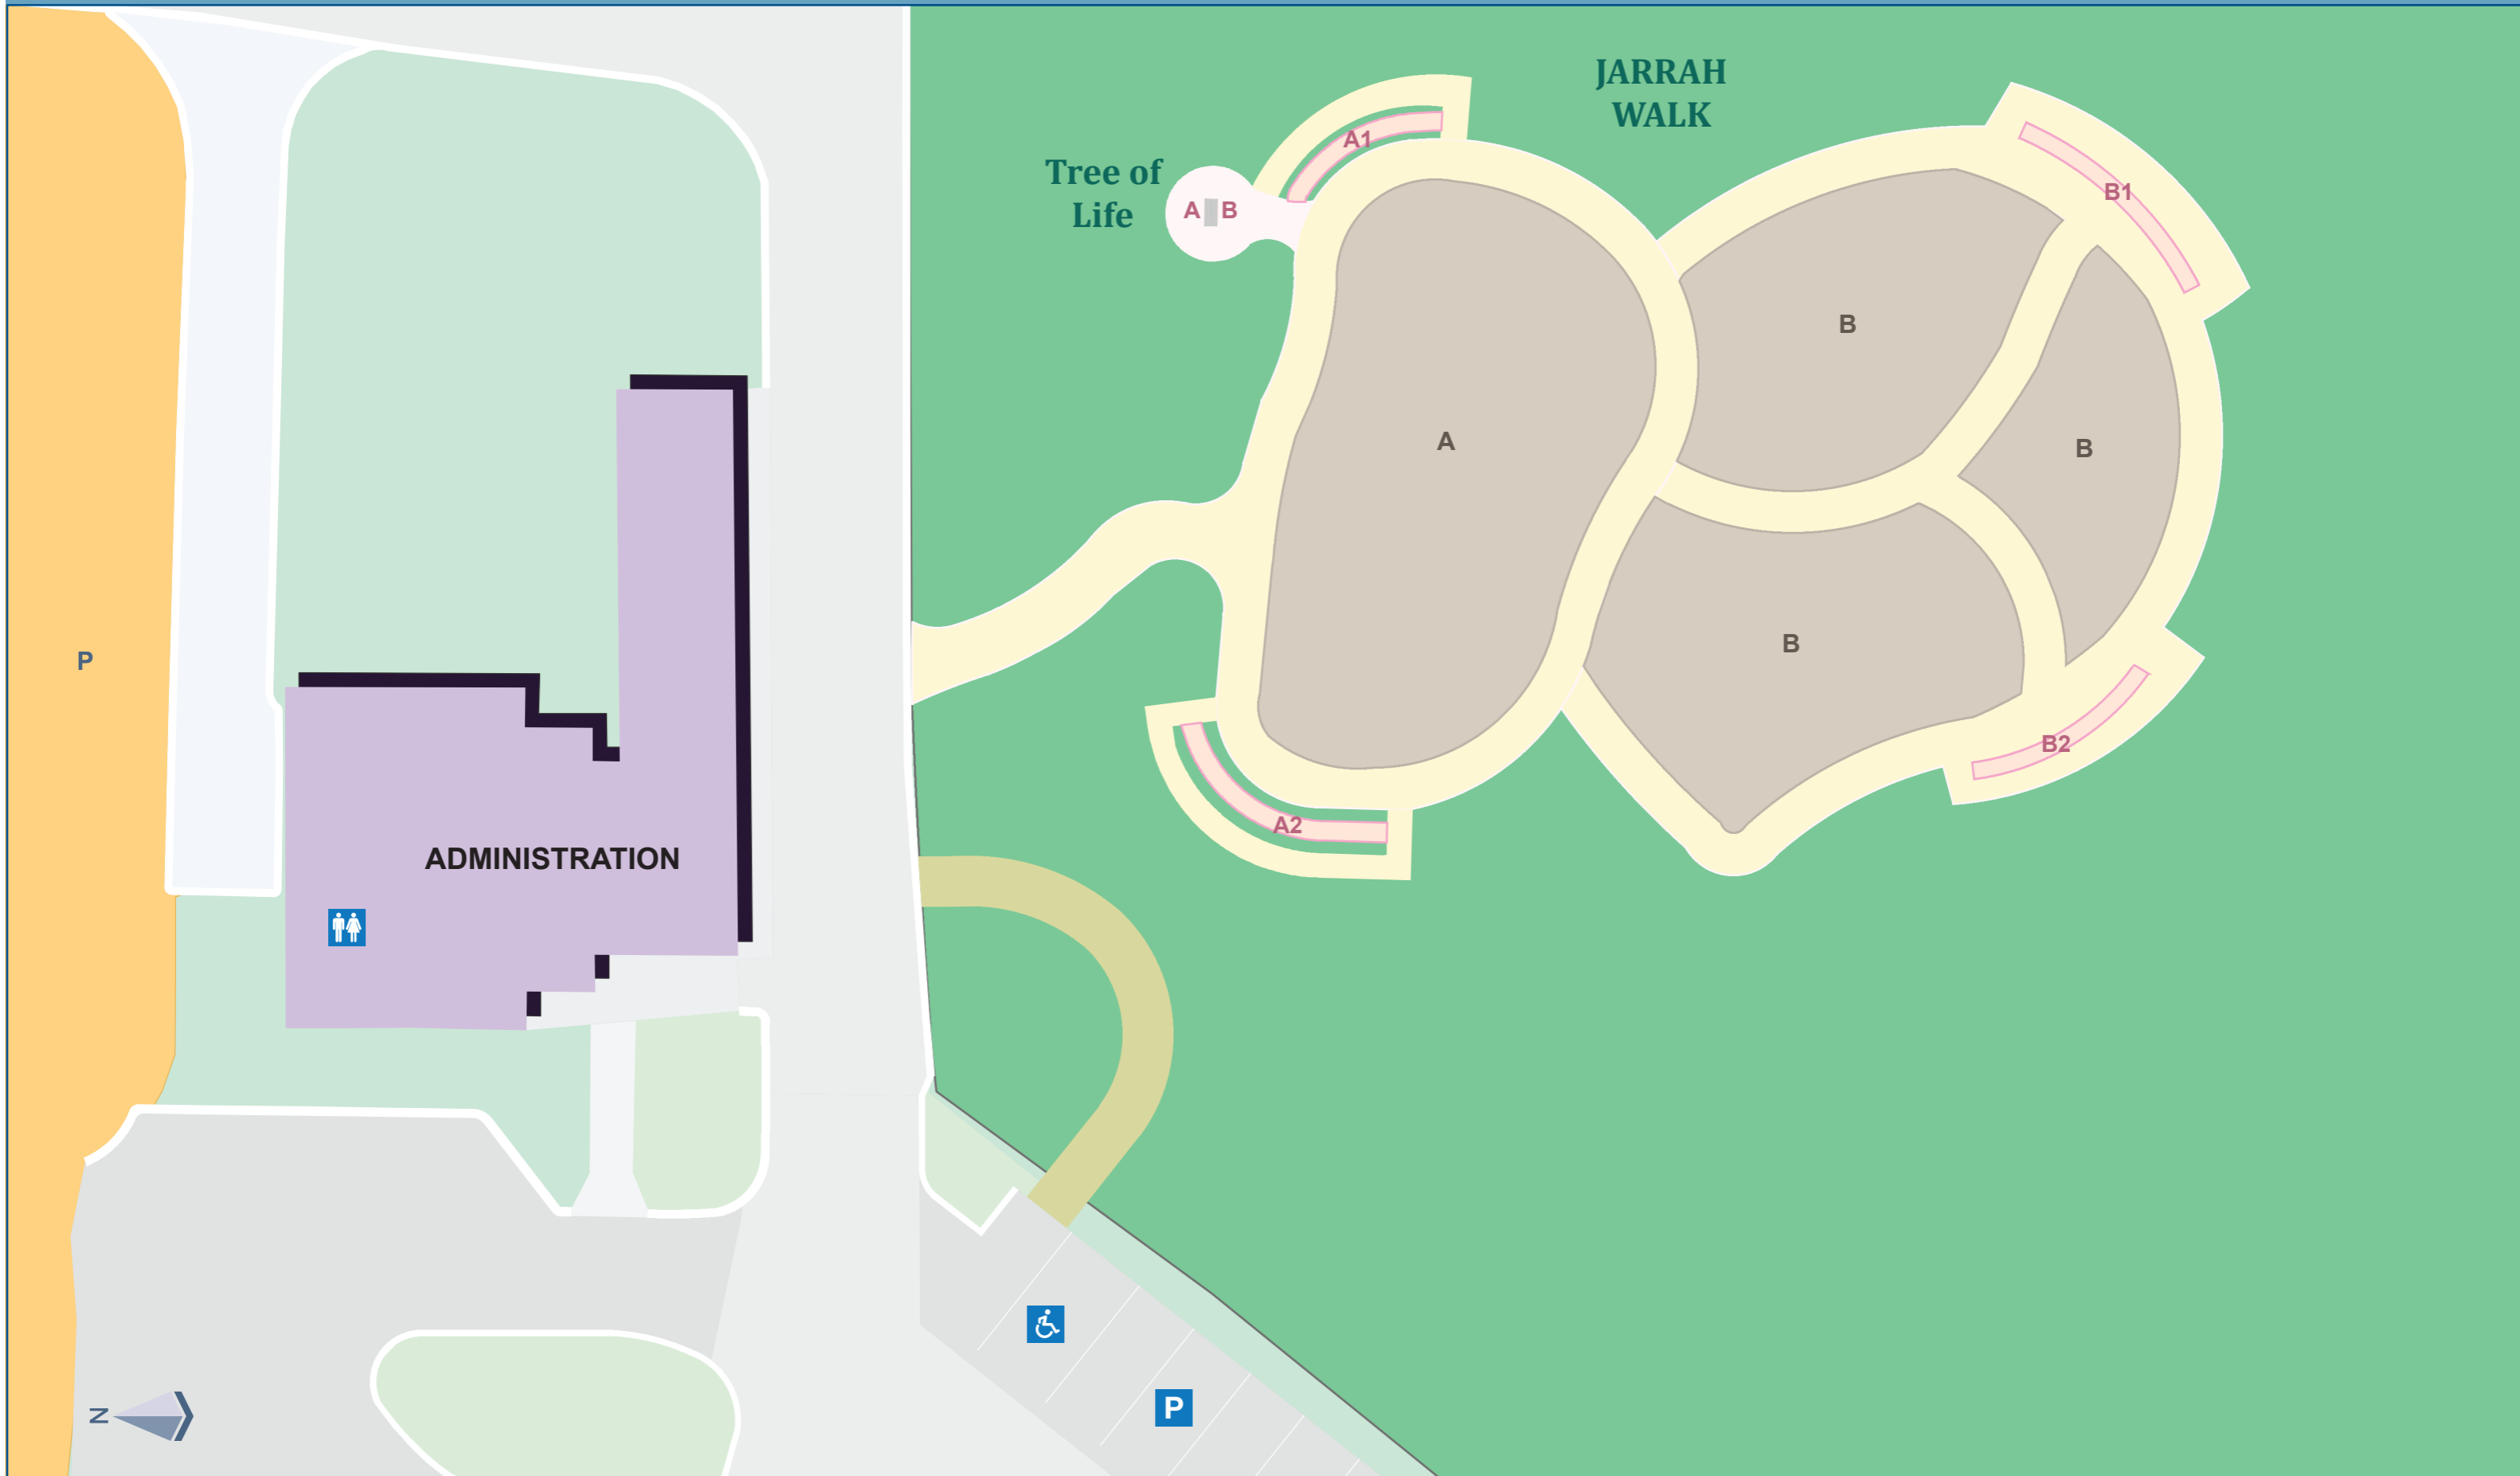 JARRAH
WALK
A1
Tree of
Life
A B
B1
B
A
B
B
P
B2
A2
ADMINISTRATION
P
N